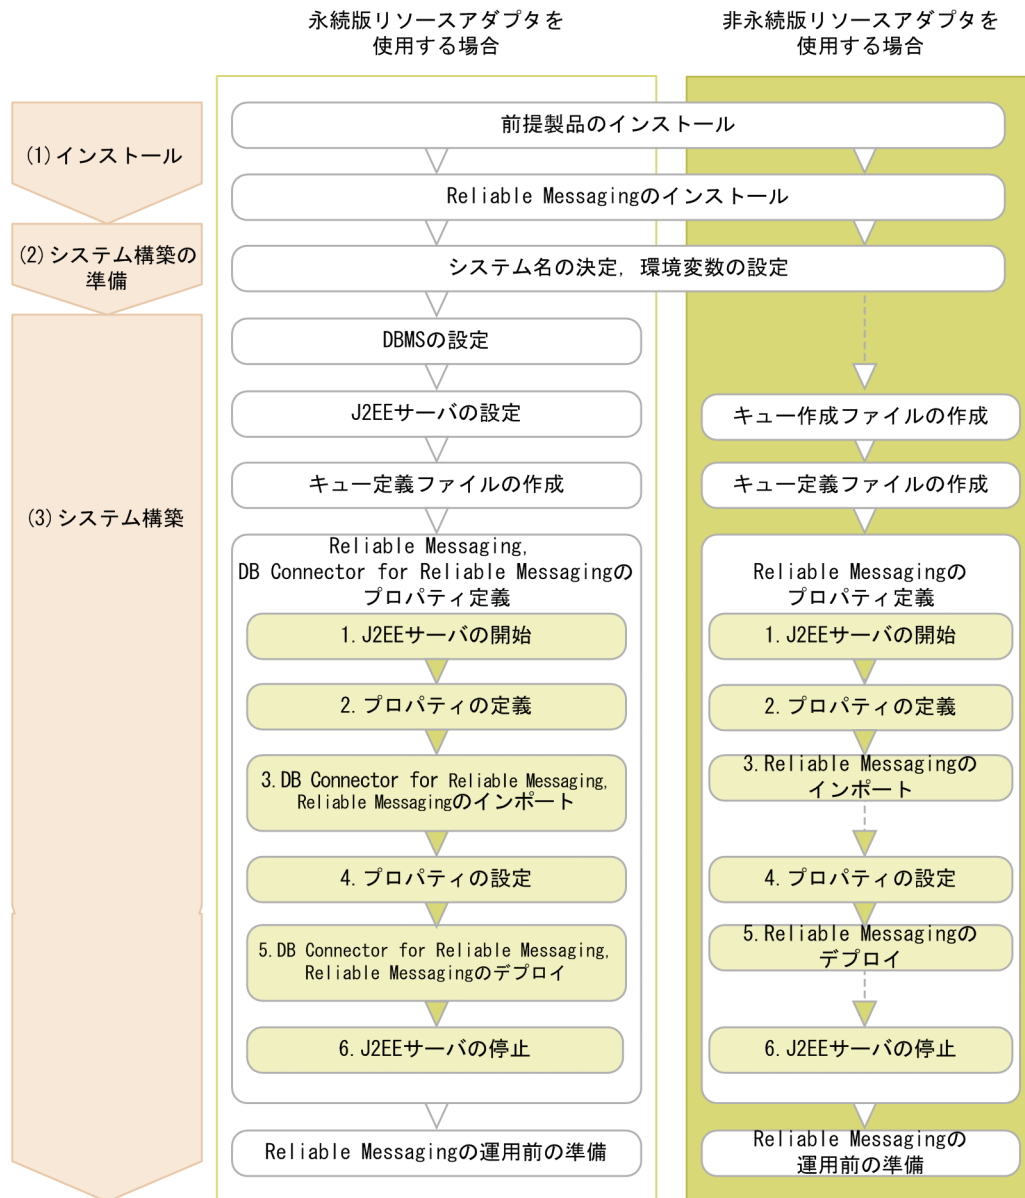 永続版リソースアダプタを
使用する場合
非永続版リソースアダプタを
使用する場合
(1)インストール
前提製品のインストール
Reliable Messagingのインストール
(2)システム構築の
準備
システム名の決定，環境変数の設定
(3)システム構築
DBMSの設定
J2EEサーバの設定
キュー定義ファイルの作成
Reliable Messaging,
DB Connector for Reliable Messagingの
プロパティ定義
1.J2EEサーバの開始
2.プロパティの定義
3.DB Connector for Reliable Messaging,
Reliable Messagingのインポート
4.プロパティの設定
5.DB Connector for Reliable Messaging,
Reliable Messagingのデプロイ
6.J2EEサーバの停止
Reliable Messagingの運用前の準備
キュー作成ファイルの作成
キュー定義ファイルの作成
Reliable Messagingの
プロパティ定義
1.J2EEサーバの開始
2.プロパティの定義
3.Reliable Messagingの
インポート
4.プロパティの設定
5.Reliable Messagingの
デプロイ
6.J2EEサーバの停止
Reliable Messagingの
運用前の準備